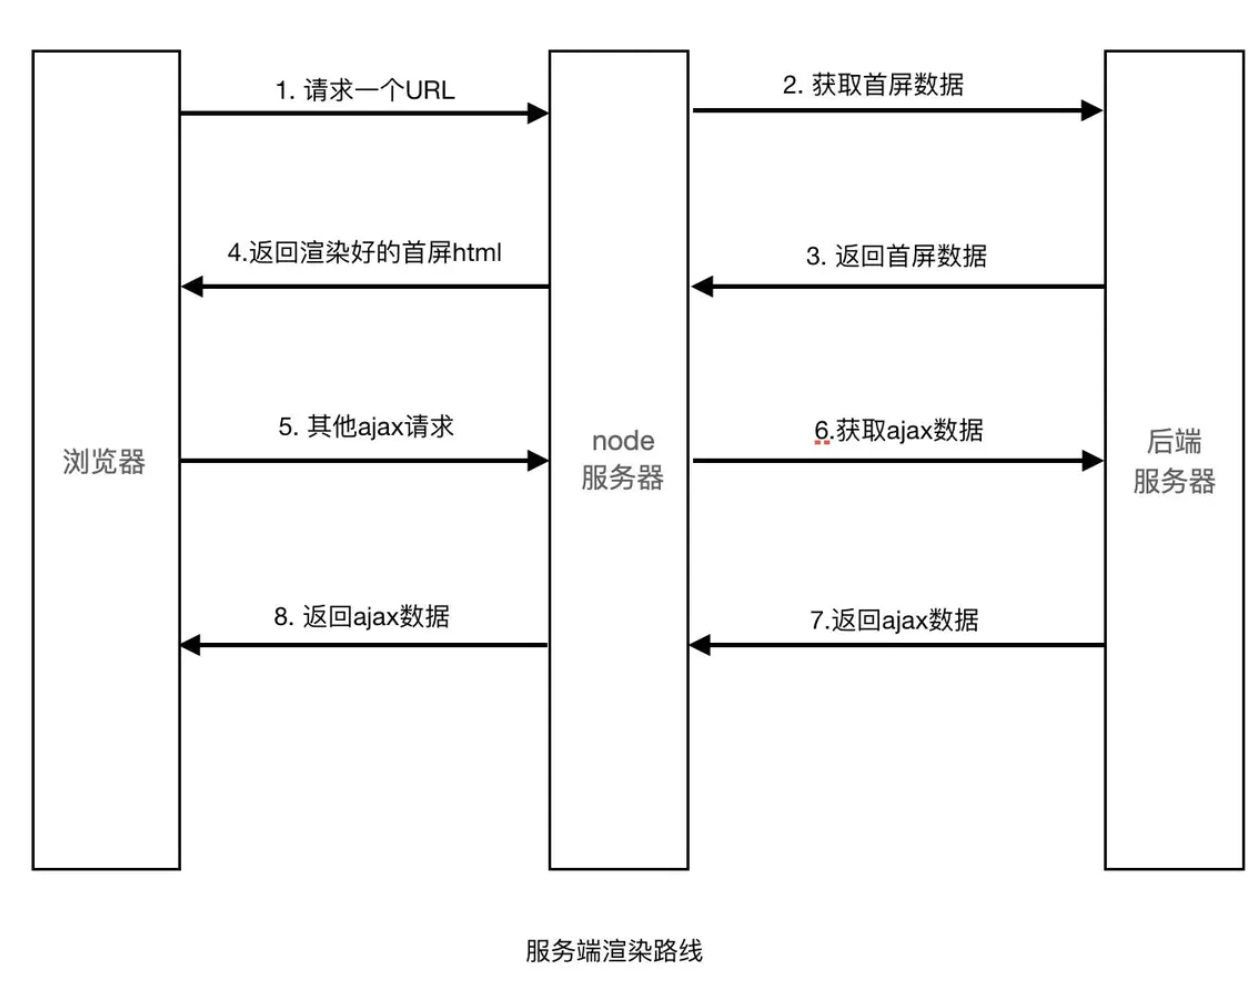 1. 请求一个URL
2. 获取首屏数据
4.返回渲染好的首屏html
3. 返回首屏数据
5. 其他ajax请求
6.获取ajax数据
浏览器
node
服务器
后端
服务器
8. 返回ajax数据
7.返回ajax数据
服务端渲染路线